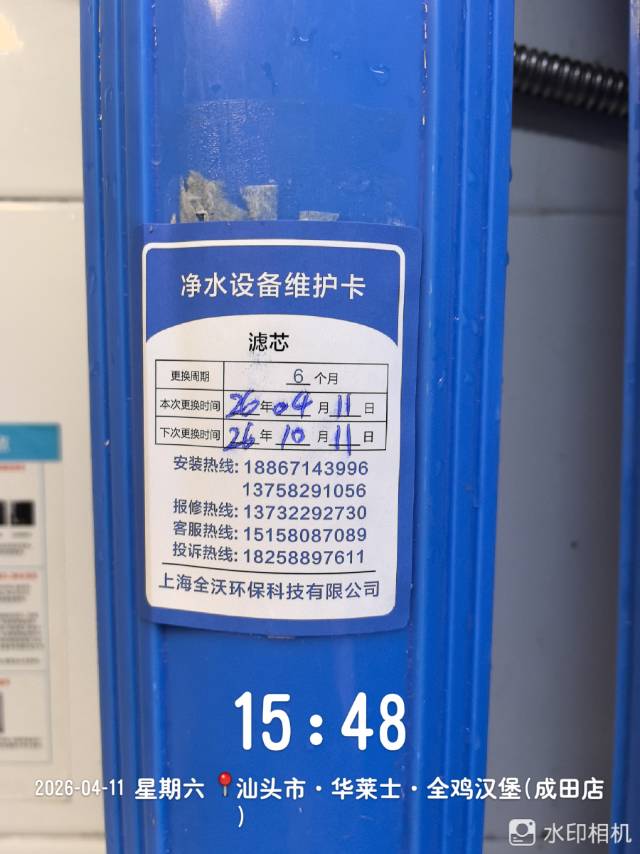 净水设备维护卡
滤芯
更换周期 6 个月
本次更换时间 26 年 04 月 11 日
下次更换时间 26 年 10 月 11 日
安装热线: 18867143996
13758291056
报修热线: 13732292730
客服热线: 15158087089
投诉热线: 18258897611
上海全沃环保科技有限公司
15:48
2026-04-11 星期六 汕头市·华莱士·全鸡汉堡(成田店
)
水印相机